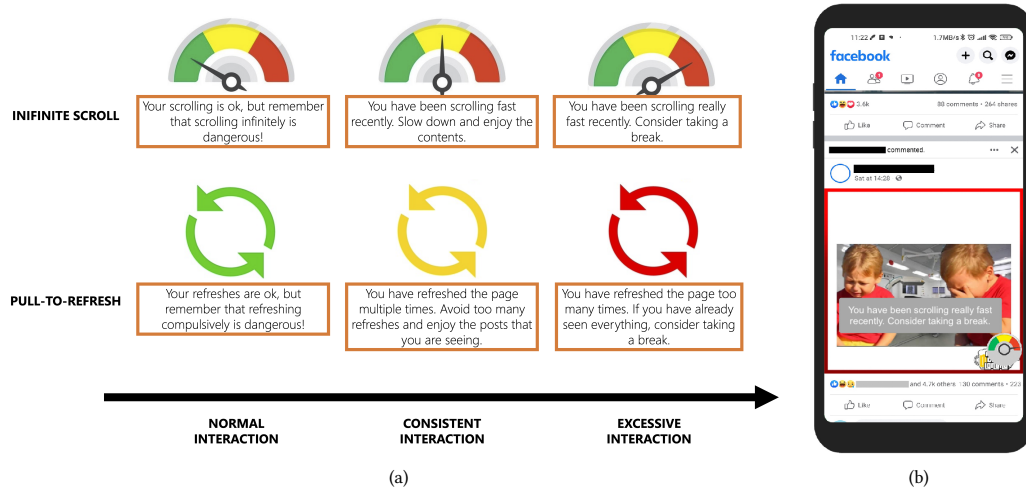 INIFINITE SCROLL
Your scrolling is ok, but remember
that scrolling infinitely is
dangerous!
You have been scrolling fast
recently. Slow down and enjoy the
contents.
You have been scrolling really
fast recently. Consider taking a
break.
PULL-TO-REFRESH
Your refreshes are ok, but
remember that refreshing
compulsively is dangerous!
You have refreshed the page
multiple times. Avoid too many
refreshes and enjoy the posts that
you are seeing.
You have refreshed the page too
many times. If you have already
seen everything, consider taking
a break.
NORMAL
INTERACTION
CONSISTENT
INTERACTION
EXCESSIVE
INTERACTION
(a)
11:22
1.7MB/s
facebook
3.6k
88 comments • 264 shares
Like
Comment
Share
commented.
Sat at 14:28
You have been scrolling really fast
recently. Consider taking a break.
and 4.7k others
130 comments • 223
Like
Comment
Share
(b)